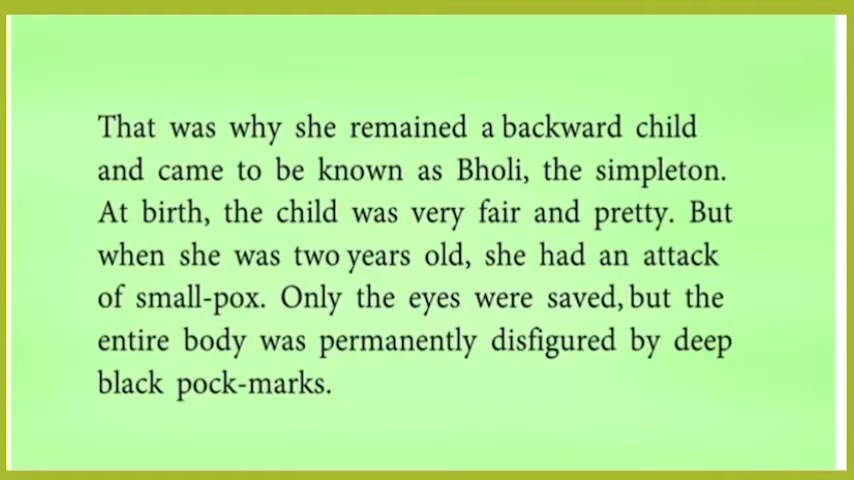 That was why she remained a backward child
and came to be known as Bholi, the simpleton.
At birth, the child was very fair and pretty. But
when she was two years old, she had an attack
of small-pox. Only the eyes were saved, but the
entire body was permanently disfigured by deep
black pock-marks.